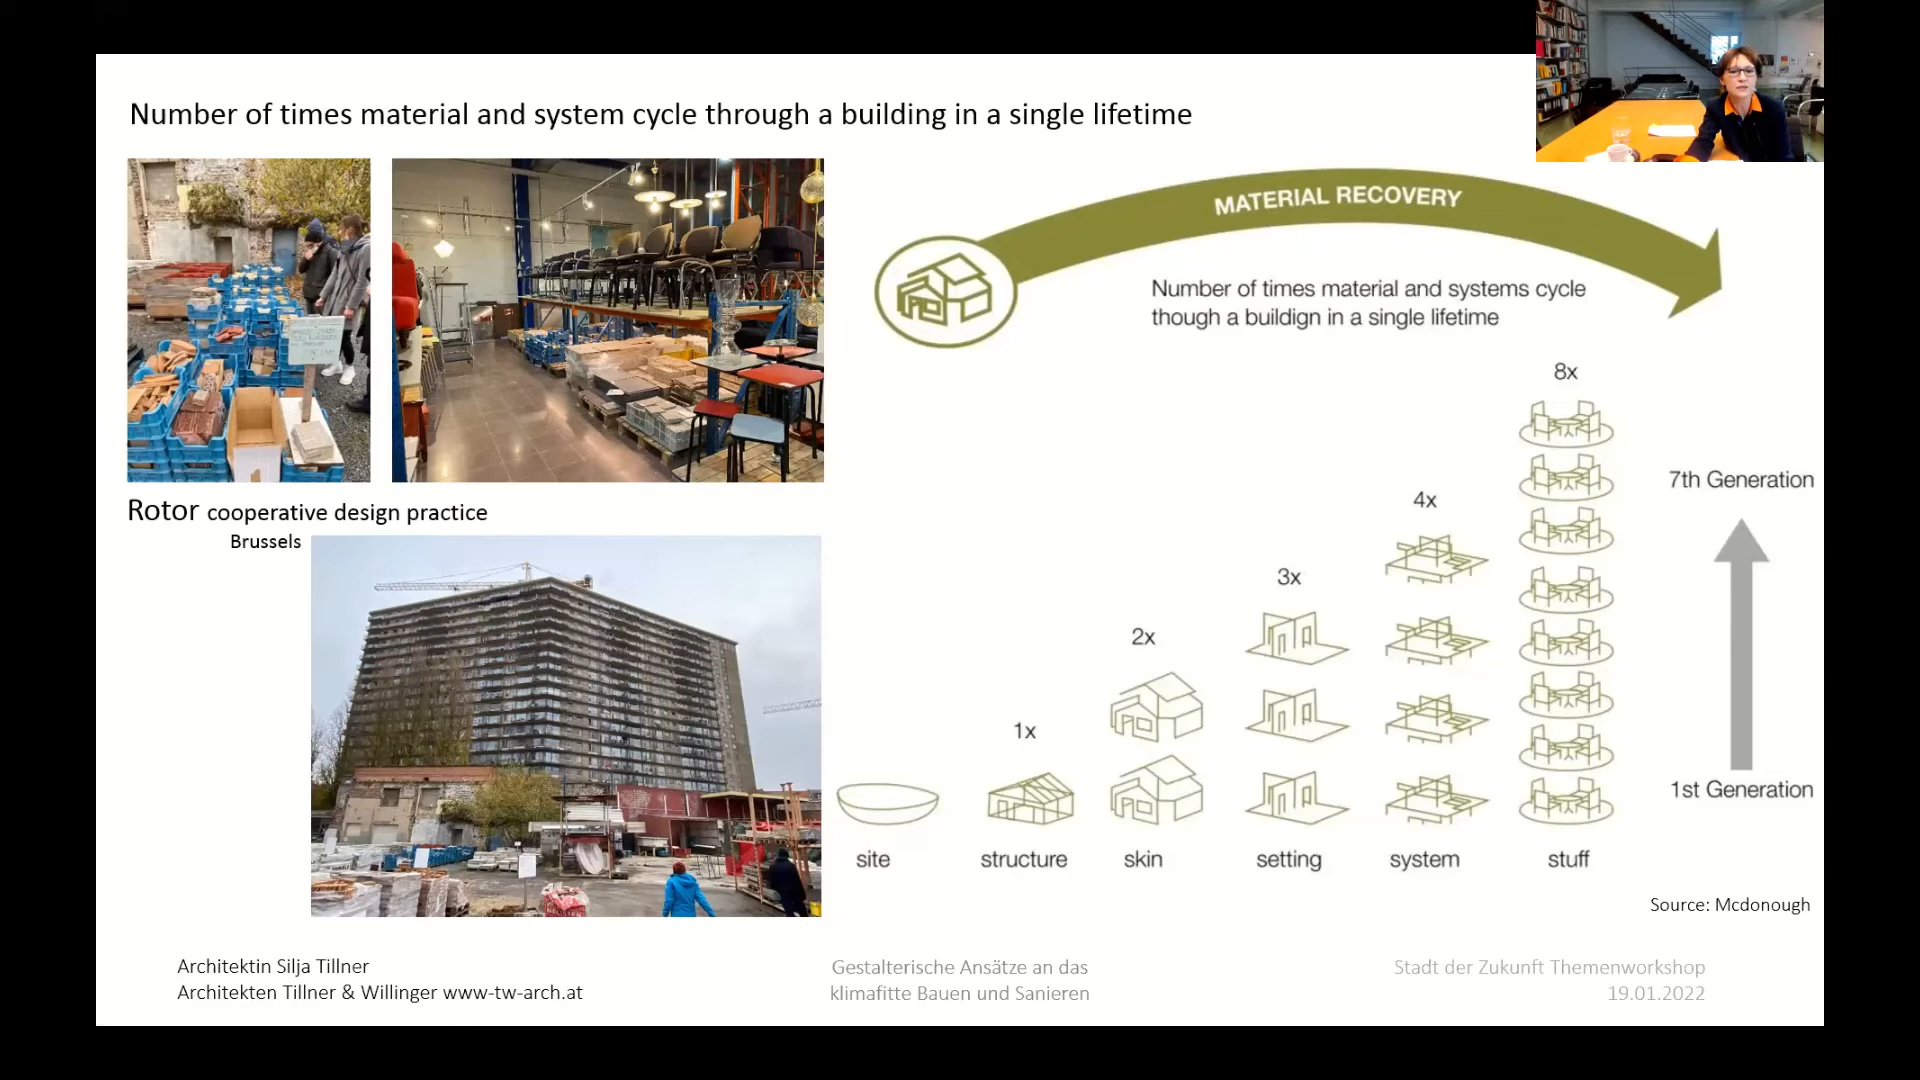 Number of times material and system cycle through a building in a single lifetime
MATERIAL RECOVERY
Number of times material and systems cycle
though a buildign in a single lifetime
Rotor cooperative design practice
Brussels
8x
7th Generation
4x
3x
2x
1x
1st Generation
site
structure
skin
setting
system
stuff
Source: Mcdonough
Architektin Silja Tillner
Architekten Tillner & Willinger www-tw-arch.at
Gestalterische Ansätze an das
klimafitte Bauen und Sanieren
Stadt der Zukunft Themenworkshop
19.01.2022